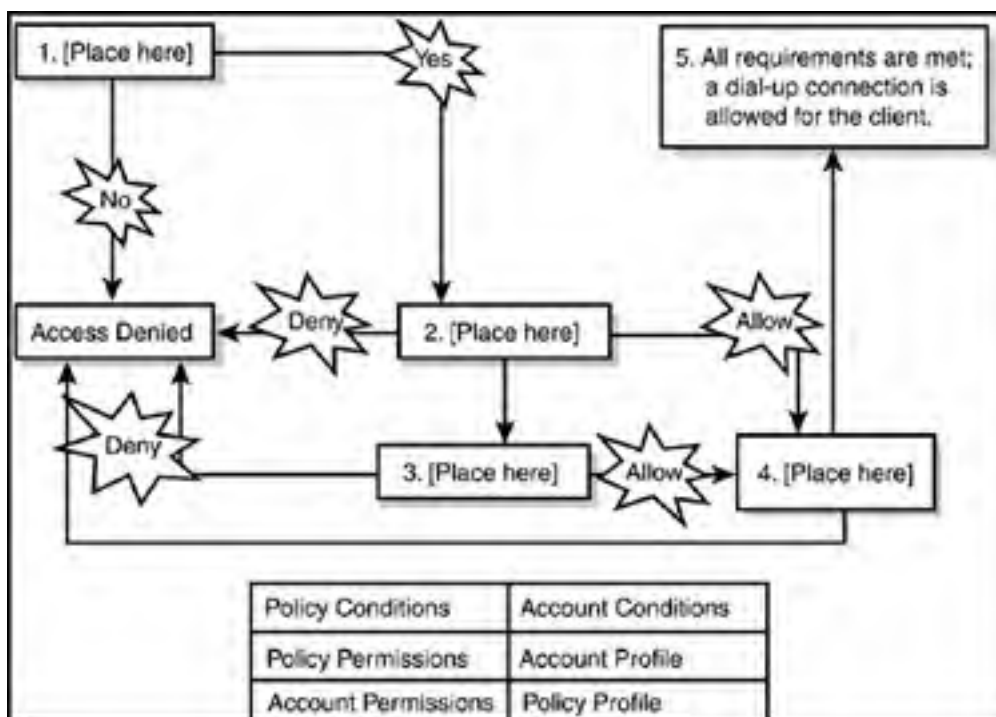 1. [Place here]
Yes
5. All requirements are met;
a dial-up connection is
allowed for the client.
No
Access Denied
Deny
2. [Place here]
Allow
Deny
3. [Place here]
Allow
4. [Place here]
Policy Conditions
Account Conditions
Policy Permissions
Account Profile
Account Permissions
Policy Profile